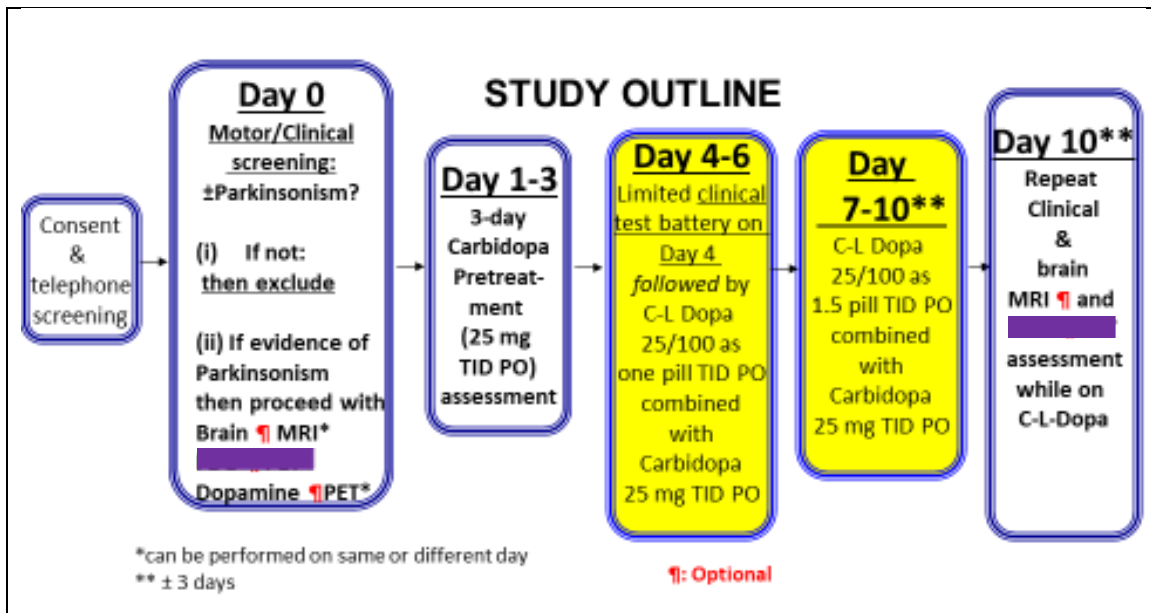 STUDY OUTLINE
Consent
&
telephone
screening
Day 0
Motor/Clinical
screening:
±Parkinsonism?
(i) If not:
then exclude
(ii) If evidence of
Parkinsonism
then proceed with
Brain ¶ MRI*
Dopamine ¶PET*
Day 1-3
3-day
Carbidopa
Pretreat-
ment
(25 mg
TID PO)
assessment
Day 4-6
Limited clinical
test battery on
Day 4
followed by
C-L Dopa
25/100 as
one pill TID PO
combined
with
Carbidopa
25 mg TID PO
Day
7-10**
C-L Dopa
25/100 as
1.5 pill TID PO
combined
with
Carbidopa
25 mg TID PO
Day 10**
Repeat
Clinical
&
brain
MRI ¶ and
assessment
while on
C-L-Dopa
*can be performed on same or different day
** ± 3 days
¶: Optional